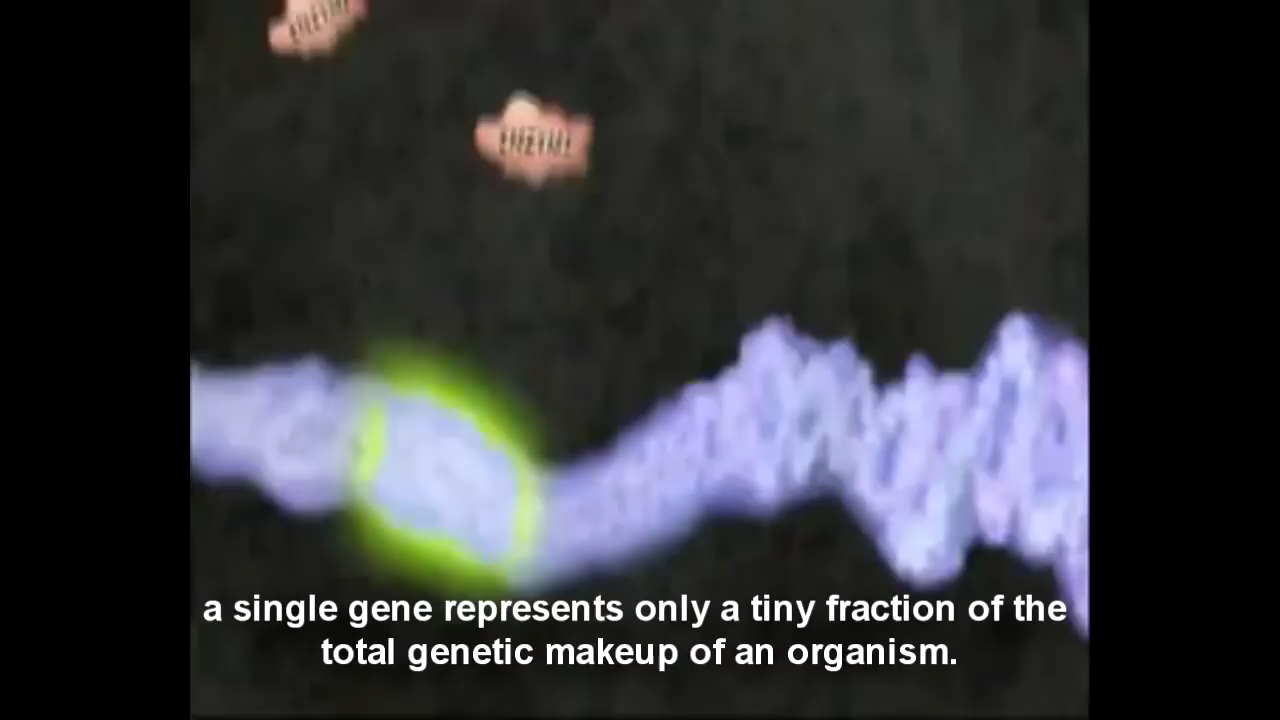 a single gene represents only a tiny fraction of the
total genetic makeup of an organism.